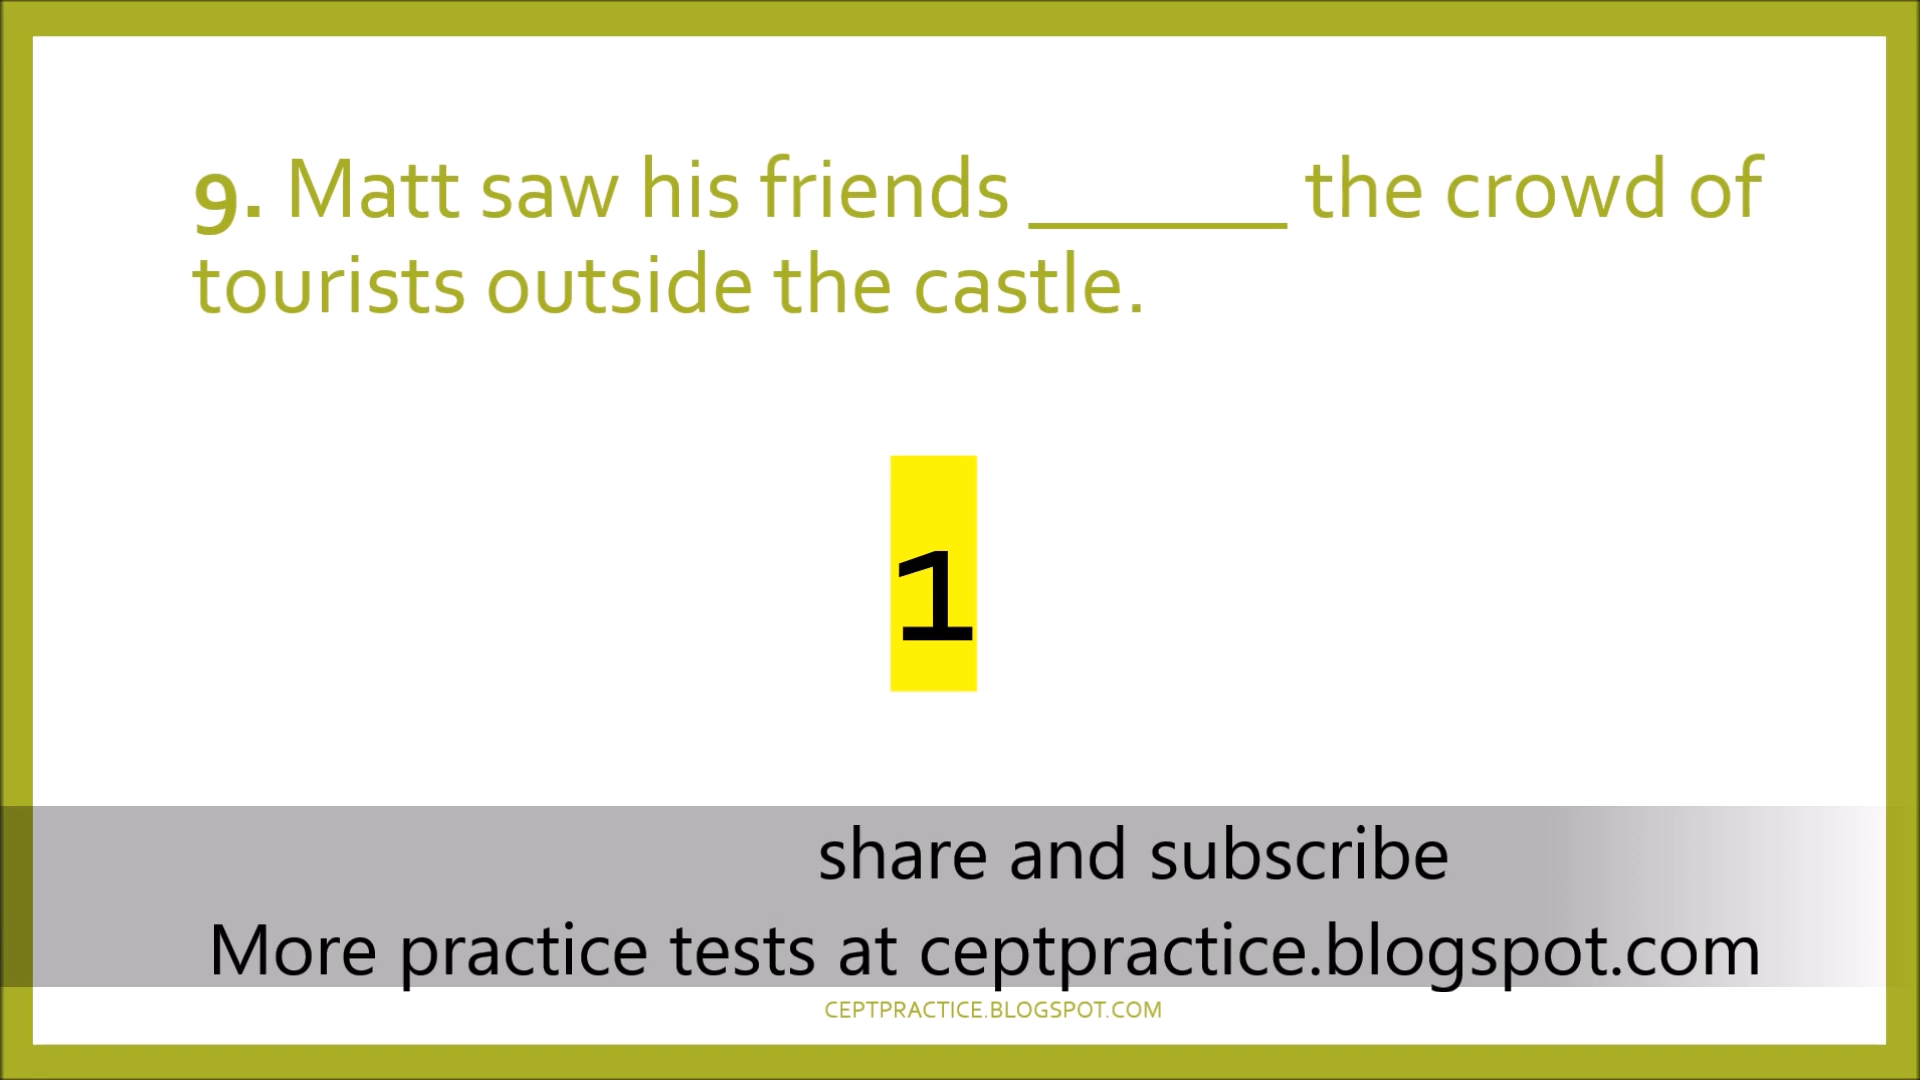 9. Matt saw his friends ______ the crowd of
tourists outside the castle.
1
share and subscribe
More practice tests at ceptpractice.blogspot.com
CEPTPRACTICE.BLOGSPOT.COM